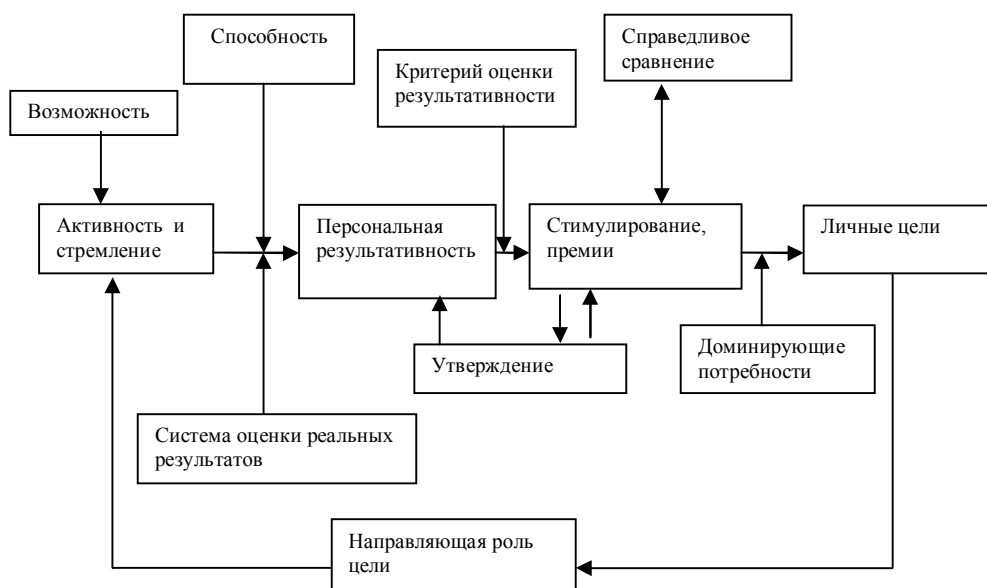 Способность
Справедливое
сравнение
Критерий оценки
результативности
Возможность
Активность и
стремление
Персональная
результативность
Стимулирование,
премии
Личные цели
Утверждение
Доминирующие
потребности
Система оценки реальных
результатов
Направляющая роль
цели